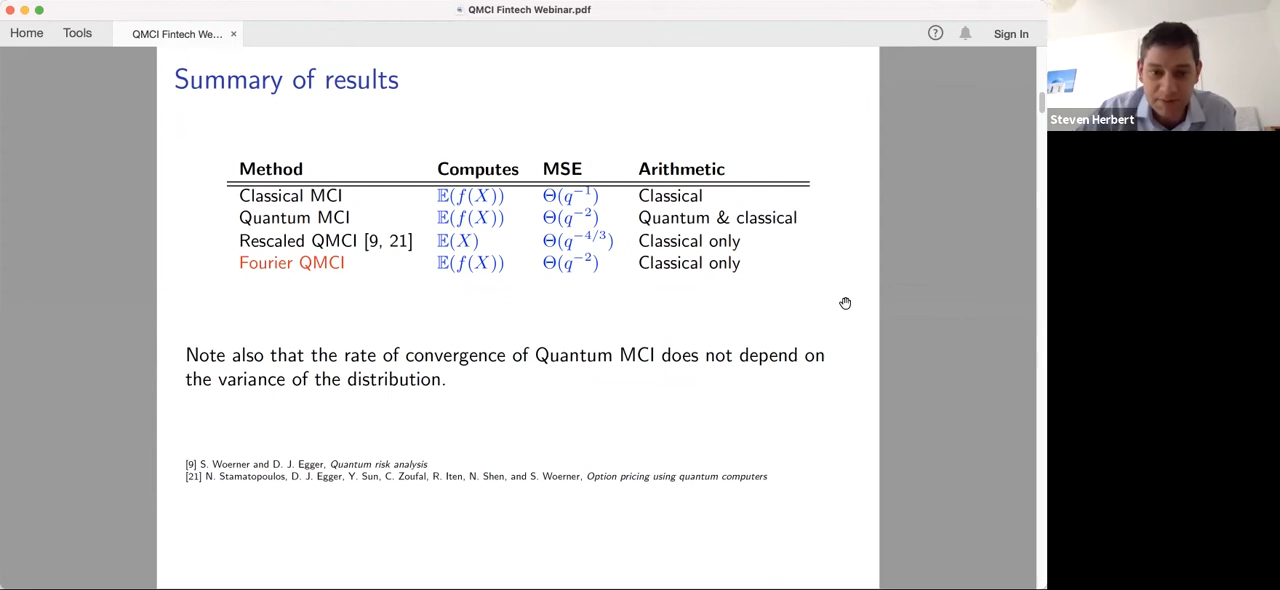 QMCI Fintech Webinar.pdf
Home Tools QMCI Fintech We... × ? Sign In
Steven Herbert
Summary of results
Method Computes MSE Arithmetic
Classical MCI 𝔼(f(X)) Θ(q⁻¹) Classical
Quantum MCI 𝔼(f(X)) Θ(q⁻²) Quantum & classical
Rescaled QMCI [9, 21] 𝔼(X) Θ(q⁻⁴/³) Classical only
Fourier QMCI 𝔼(f(X)) Θ(q⁻²) Classical only
Note also that the rate of convergence of Quantum MCI does not depend on
the variance of the distribution.
[9] S. Woerner and D. J. Egger, Quantum risk analysis
[21] N. Stamatopoulos, D. J. Egger, Y. Sun, C. Zoufal, R. Iten, N. Shen, and S. Woerner, Option pricing using quantum computers